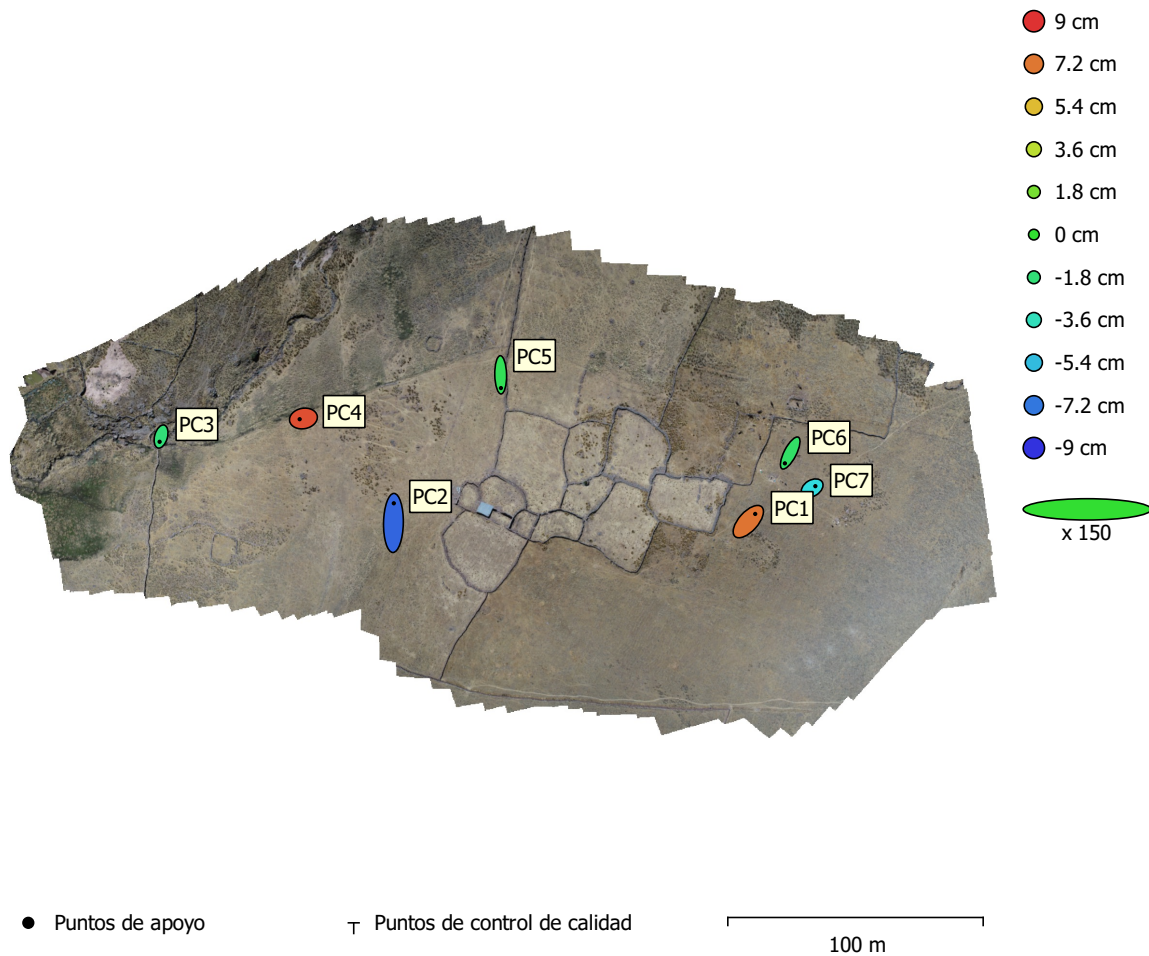 9 cm
7.2 cm
5.4 cm
3.6 cm
1.8 cm
0 cm
-1.8 cm
-3.6 cm
-5.4 cm
-7.2 cm
-9 cm
x 150
PC5
PC4
PC3
PC6
PC7
PC2
PC1
Puntos de apoyo
Puntos de control de calidad
100 m